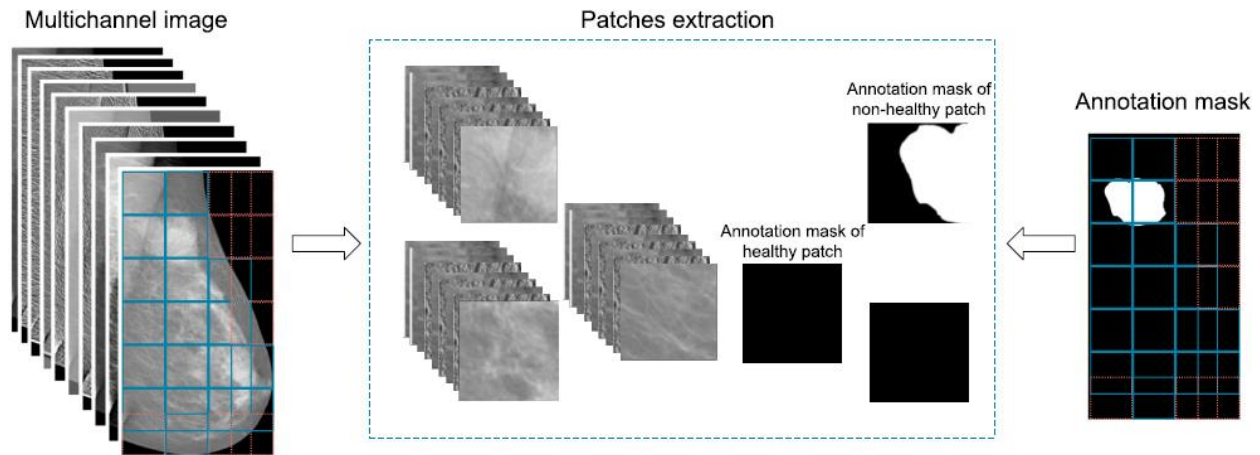 Multichannel image
Patches extraction
Annotation mask of
non-healthy patch
Annotation mask
Annotation mask of
healthy patch